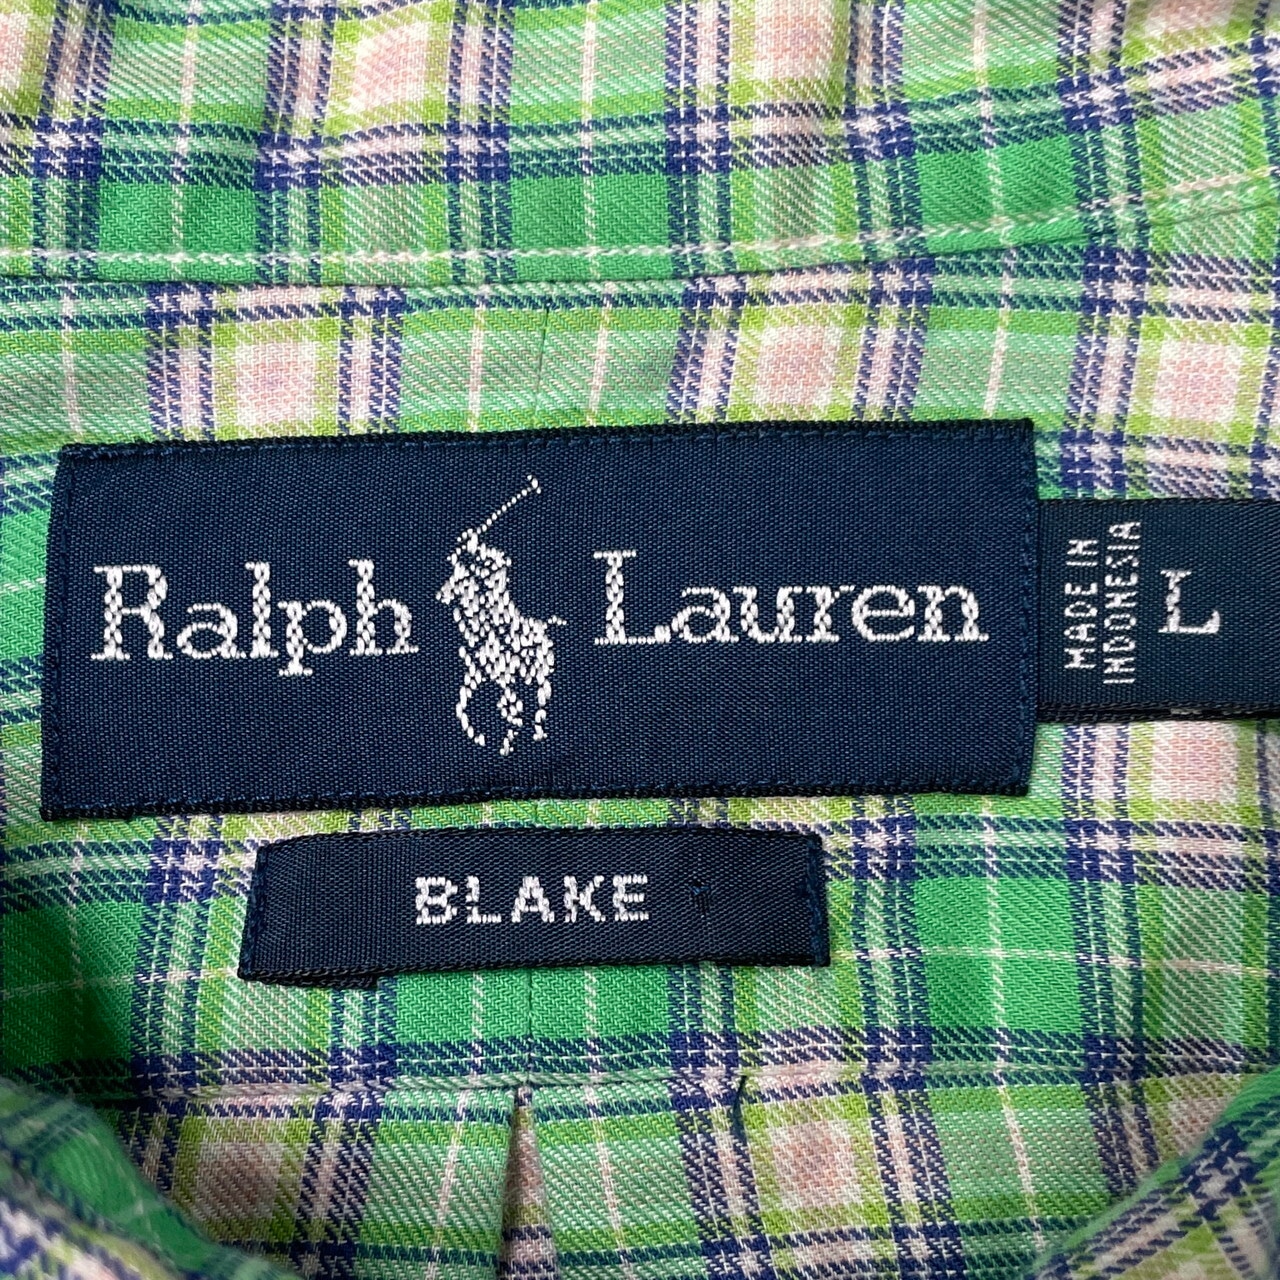 Ralph Lauren
MADE IN
INDONESIA
L
BLAKE